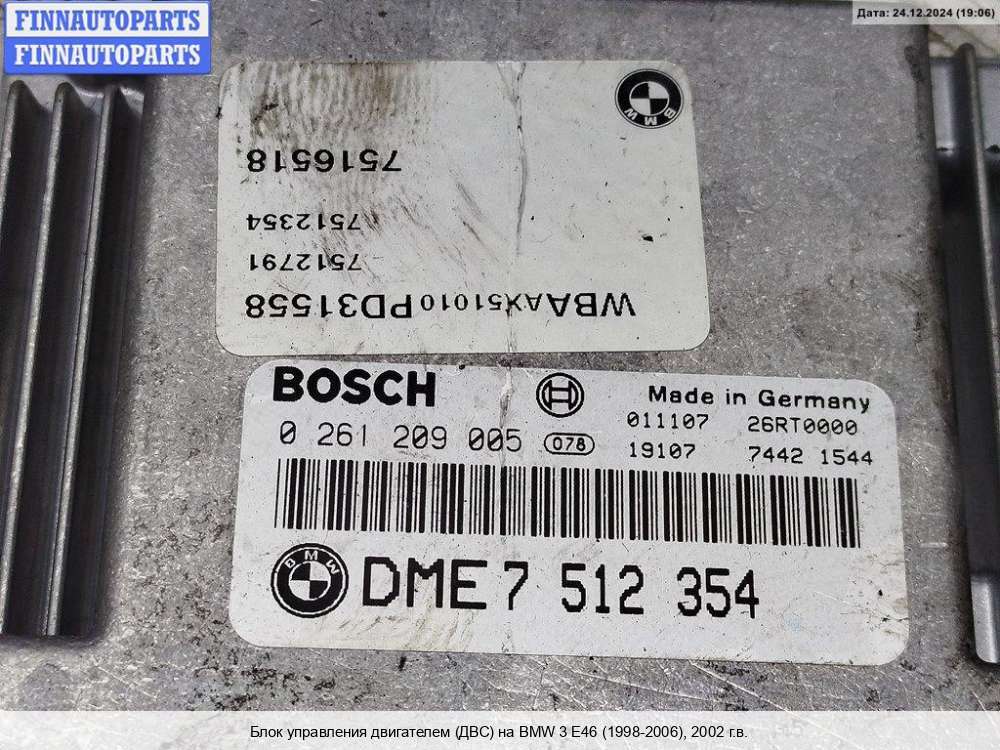 FINNAUTOPARTS
FINNAUTOPARTS
Дата: 24.12.2024 (19:06)
BMW
7516518
7512354
7512791
WBAAX51010PD31558
BOSCH
Made in Germany
0 261 209 005 078
011107 26RT0000
19107 7442 1544
BMW
DME 7 512 354
Блок управления двигателем (ДВС) на BMW 3 E46 (1998-2006), 2002 г.в.